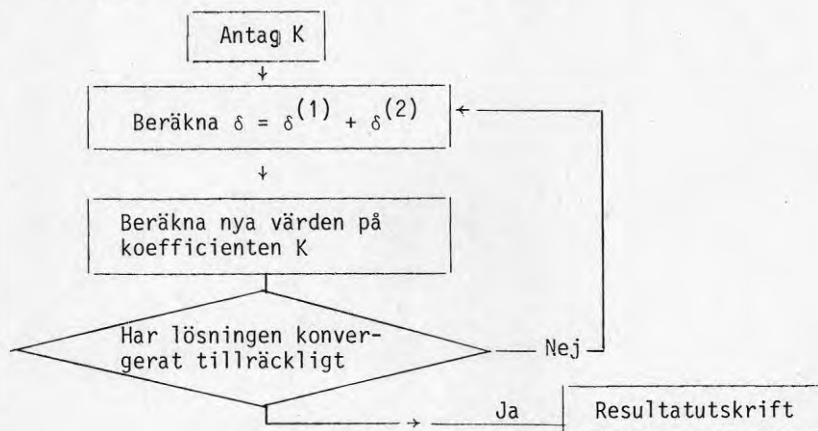 Antag K
Beräkna δ = δ(1) + δ(2)
Beräkna nya värden på
koefficienten K
Har lösningen konver-
gerat tillräckligt
Nej
Ja
Resultatutskrift